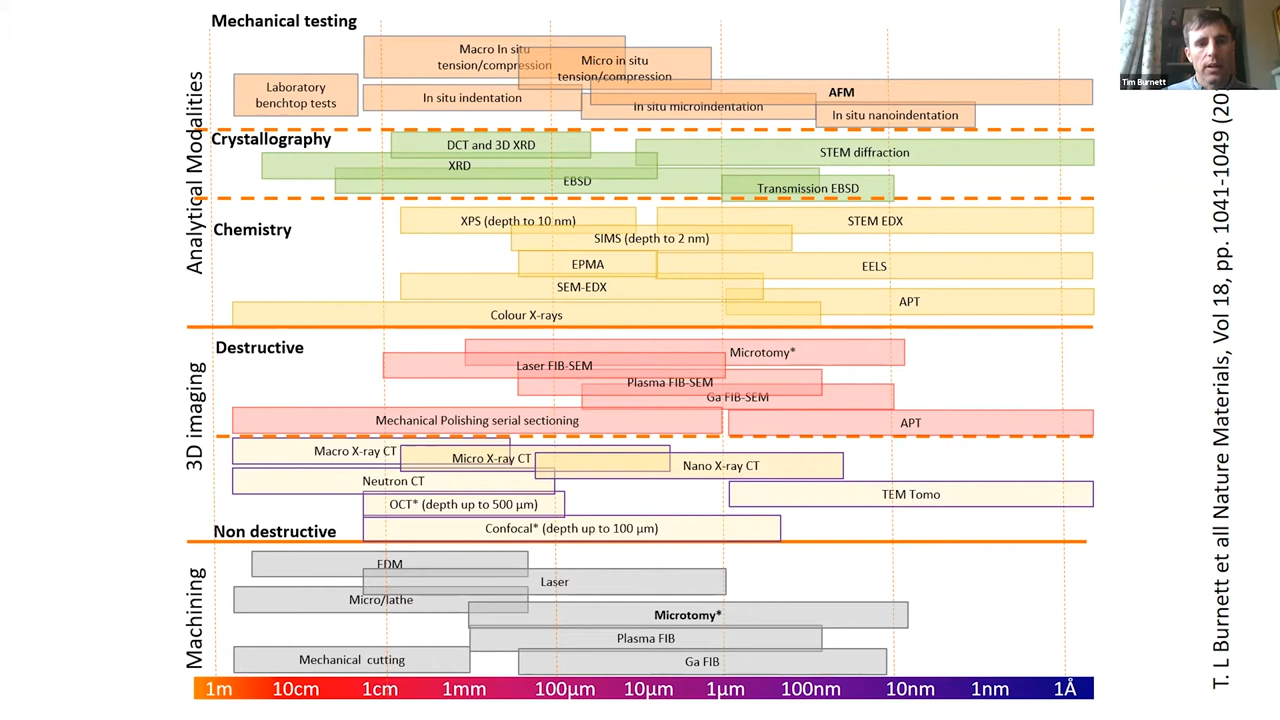 Mechanical testing
Macro In situ
tension/compression
Micro in situ
tension/compression
Laboratory
benchtop tests
In situ indentation
AFM
In situ microindentation
In situ nanoindentation
Analytical Modalities
Crystallography
DCT and 3D XRD
STEM diffraction
XRD
EBSD
Transmission EBSD
Chemistry
XPS (depth to 10 nm)
STEM EDX
SIMS (depth to 2 nm)
EPMA
EELS
SEM-EDX
APT
Colour X-rays
3D imaging
Destructive
Microtomy*
Laser FIB-SEM
Plasma FIB-SEM
Ga FIB-SEM
Mechanical Polishing serial sectioning
APT
Macro X-ray CT
Micro X-ray CT
Nano X-ray CT
Neutron CT
TEM Tomo
OCT* (depth up to 500 µm)
Confocal* (depth up to 100 µm)
Non destructive
Machining
EDM
Laser
Micro/lathe
Microtomy*
Plasma FIB
Mechanical cutting
Ga FIB
1m 10cm 1cm 1mm 100µm 10µm 1µm 100nm 10nm 1nm 1Å
Tim Burnett
T. L Burnett et all Nature Materials, Vol 18, pp. 1041-1049 (20